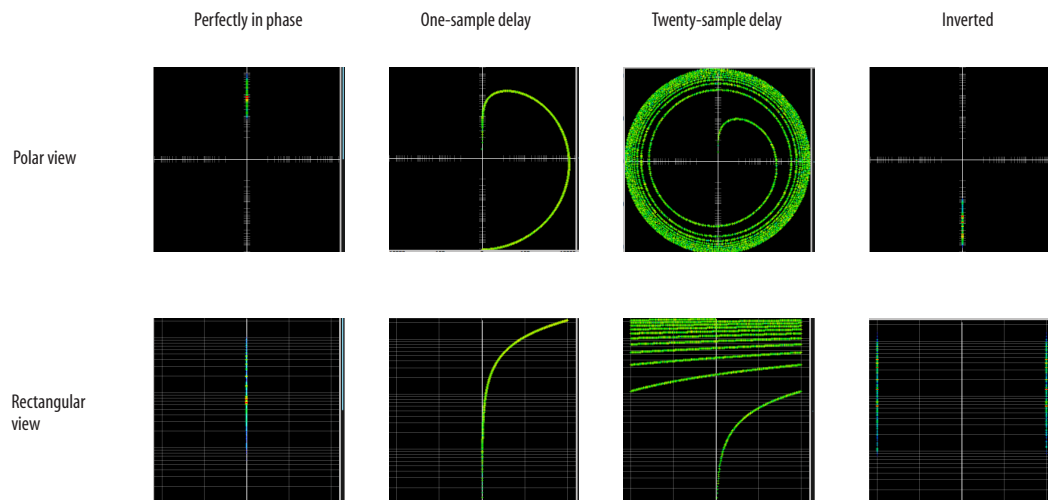 Perfectly in phase
One-sample delay
Twenty-sample delay
Inverted
Polar view
Rectangular
view